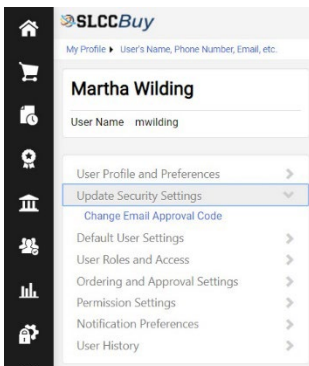 SLCCBuy
My Profile ▸ User's Name, Phone Number, Email, etc.
Martha Wilding
User Name mwilding
User Profile and Preferences
Update Security Settings
Change Email Approval Code
Default User Settings
User Roles and Access
Ordering and Approval Settings
Permission Settings
Notification Preferences
User History